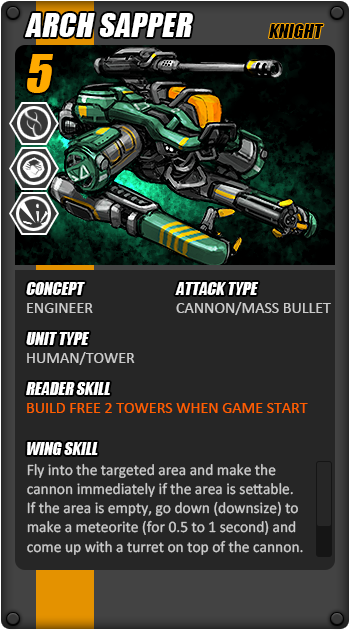 ARCH SAPPER
KNIGHT
5
CONCEPT
ENGINEER
ATTACK TYPE
CANNON/MASS BULLET
UNIT TYPE
HUMAN/TOWER
READER SKILL
BUILD FREE 2 TOWERS WHEN GAME START
WING SKILL
Fly into the targeted area and make the
cannon immediately if the area is settable.
If the area is empty, go down (downsize) to
make a meteorite (for 0.5 to 1 second) and
come up with a turret on top of the cannon.